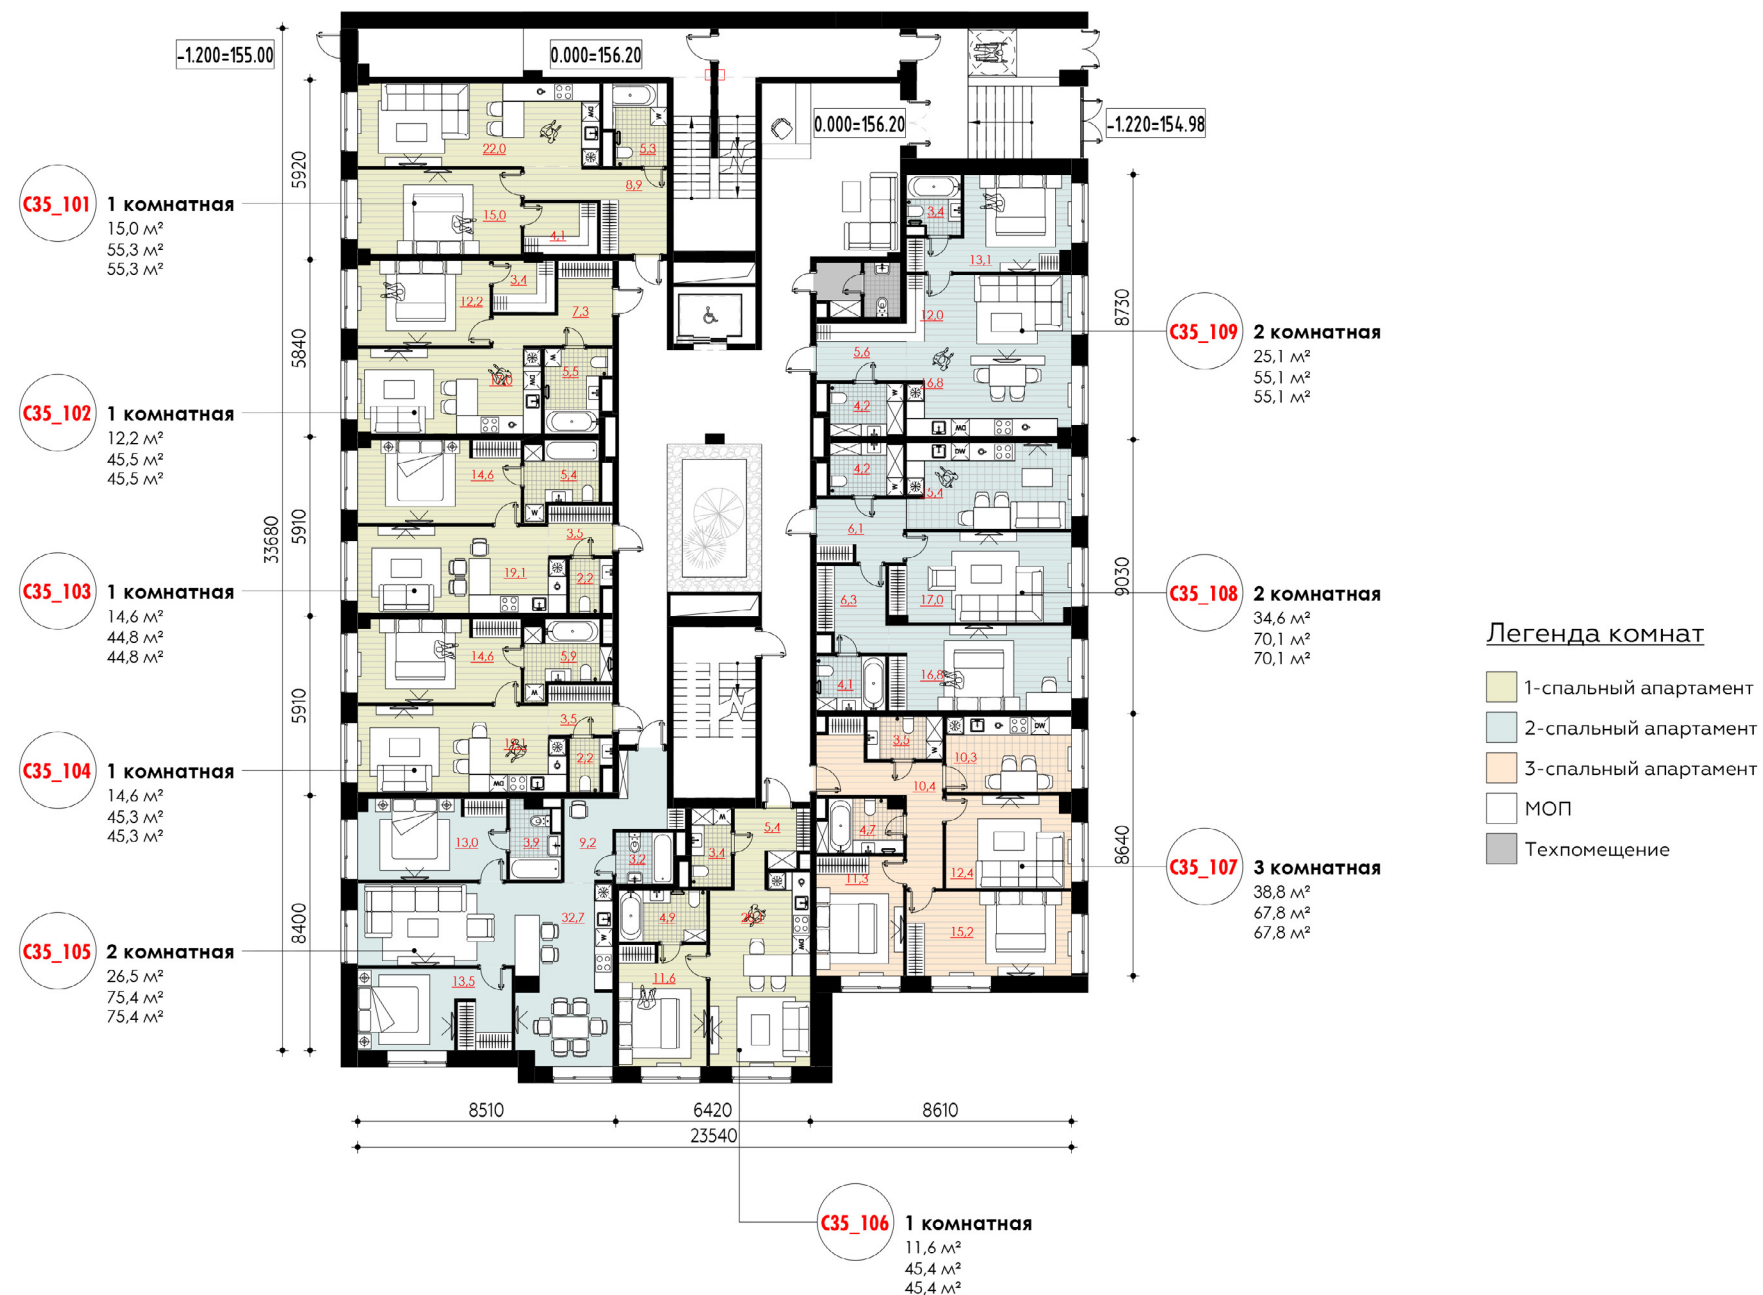 -1.200=155.00
0.000=156.20
0.000=156.20
-1.220=154.98
C35_101
1 комнатная
15,0 м²
55,3 м²
55,3 м²
C35_102
1 комнатная
12,2 м²
45,5 м²
45,5 м²
C35_103
1 комнатная
14,6 м²
44,8 м²
44,8 м²
C35_104
1 комнатная
14,6 м²
45,3 м²
45,3 м²
C35_105
2 комнатная
26,5 м²
75,4 м²
75,4 м²
33680
5920
5840
5910
5910
8400
22,0
5,3
8,9
15,0
4,1
3,4
12,2
7,3
5,5
DW
W
14,6
5,4
W
3,5
19,1
2,2
DW
14,6
5,9
W
3,5
2,2
DW
13,0
3,9
9,2
3,2
32,7
W
13,5
3,4
W
5,4
4,9
DW
11,6
3,4
13,1
12,0
5,6
4,2
W
DW
4,2
W
DW
6,1
17,0
6,3
16,8
4,1
W
3,5
W
DW
10,3
10,4
4,7
W
12,4
11,3
15,2
8730
9030
8640
C35_109
2 комнатная
25,1 м²
55,1 м²
55,1 м²
C35_108
2 комнатная
34,6 м²
70,1 м²
70,1 м²
C35_107
3 комнатная
38,8 м²
67,8 м²
67,8 м²
Легенда комнат
1-спальный апартамент
2-спальный апартамент
3-спальный апартамент
МОП
Техпомещение
8510
6420
8610
23540
C35_106
1 комнатная
11,6 м²
45,4 м²
45,4 м²